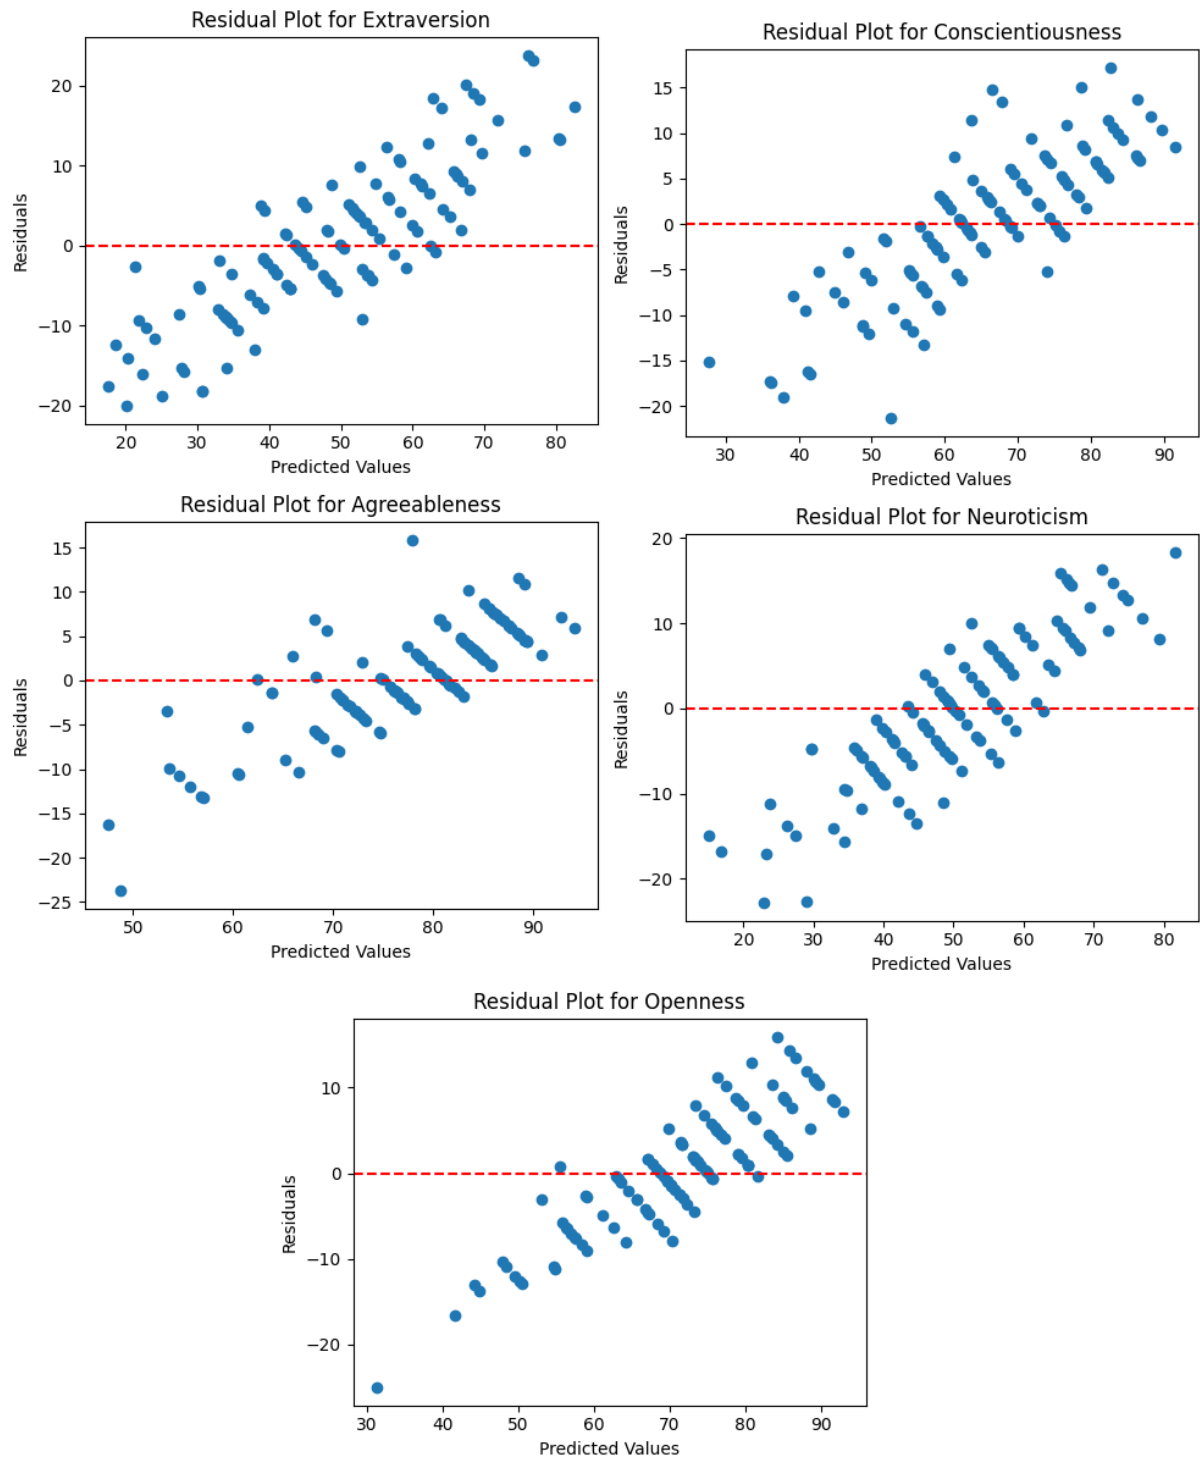 Residual Plot for Extraversion
20
10
0
−10
−20
Residuals
20 30 40 50 60 70 80
Predicted Values
Residual Plot for Conscientiousness
15
10
5
0
−5
−10
−15
−20
Residuals
30 40 50 60 70 80 90
Predicted Values
Residual Plot for Agreeableness
15
10
5
0
−5
−10
−15
−20
−25
Residuals
50 60 70 80 90
Predicted Values
Residual Plot for Neuroticism
20
10
0
−10
−20
Residuals
20 30 40 50 60 70 80
Predicted Values
Residual Plot for Openness
10
0
−10
−20
Residuals
30 40 50 60 70 80 90
Predicted Values